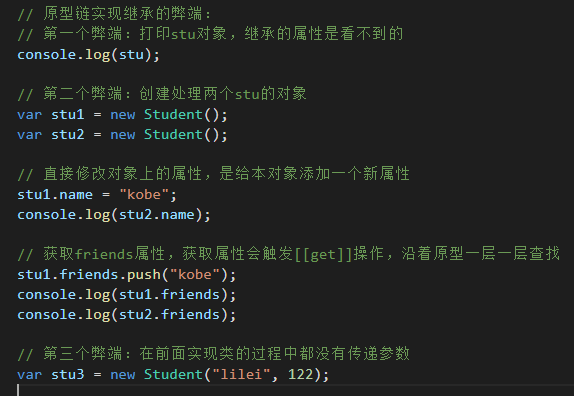 // 原型链实现继承的弊端：
// 第一个弊端：打印stu对象，继承的属性是看不到的
console.log(stu);
// 第二个弊端：创建处理两个stu的对象
var stu1 = new Student();
var stu2 = new Student();
// 直接修改对象上的属性，是给本对象添加一个新属性
stu1.name = "kobe";
console.log(stu2.name);
// 获取friends属性，获取属性会触发[[get]]操作，沿着原型一层一层查找
stu1.friends.push("kobe");
console.log(stu1.friends);
console.log(stu2.friends);
// 第三个弊端：在前面实现类的过程中都没有传递参数
var stu3 = new Student("lilei", 122);